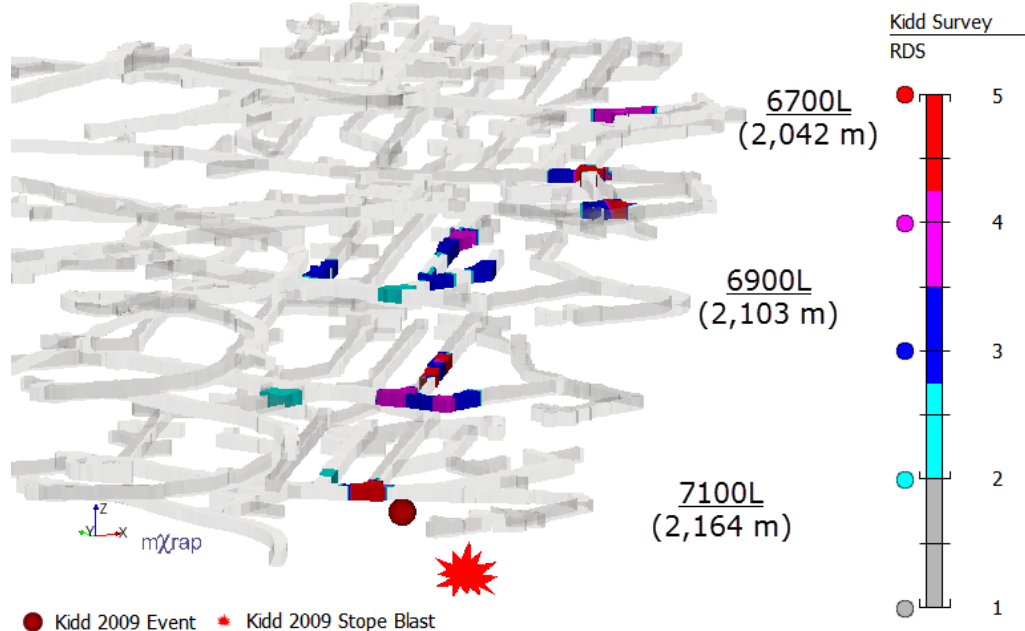 Kidd Survey
RDS
5
6700L
(2,042 m)
4
6900L
(2,103 m)
3
2
7100L
(2,164 m)
Z
Y
X
mXrap
1
Kidd 2009 Event
Kidd 2009 Stope Blast